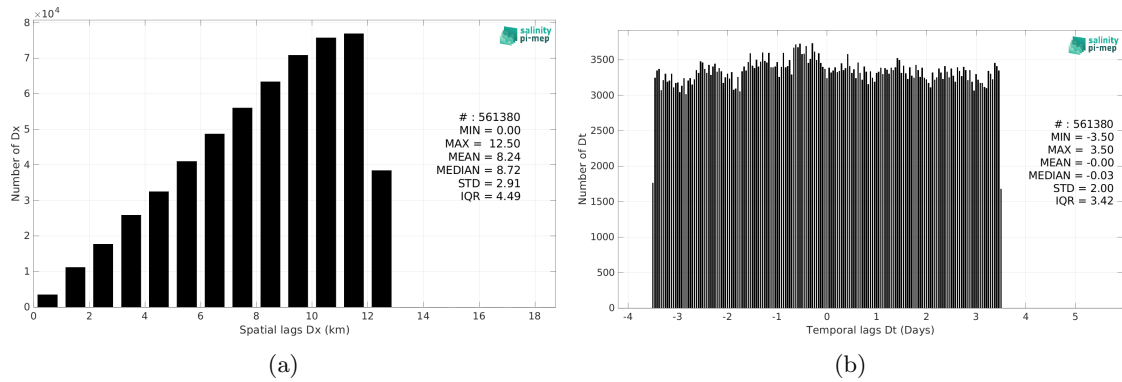 ×10⁴
8
7
6
5
4
3
2
1
0
Number of Dx
0 2 4 6 8 10 12 14 16 18
Spatial lags Dx (km)
salinity
pi-mep
# : 561380
MIN = 0.00
MAX = 12.50
MEAN = 8.24
MEDIAN = 8.72
STD = 2.91
IQR = 4.49
(a)
3500
3000
2500
2000
1500
1000
500
0
Number of Dt
-4 -3 -2 -1 0 1 2 3 4 5
Temporal lags Dt (Days)
salinity
pi-mep
# : 561380
MIN = -3.50
MAX = 3.50
MEAN = -0.00
MEDIAN = -0.03
STD = 2.00
IQR = 3.42
(b)